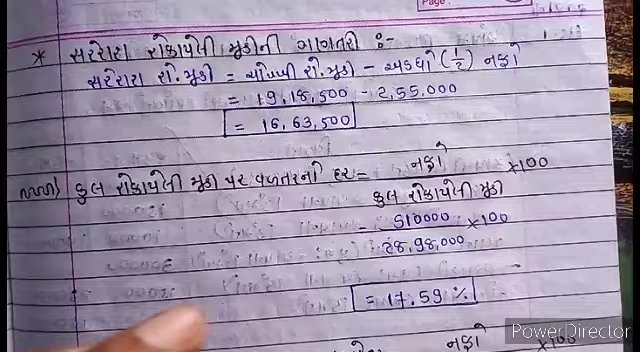 Page :
* સરેરાશ રોકાયેલી મૂડીની ગણતરી :-
સરેરાશ રો.મૂડી = ચોખ્ખી રો.મૂડી - અડધો (1/2) નફો
= 19,18,500 - 2,55,000
= 16,63,500
કુલ રોકાયેલી મૂડી પર વળતરનો દર = નફો ×100
કુલ રોકાયેલી મૂડી
= 510000 ×100
28,98,000
= 17.59 %
નફો ×100
PowerDirector